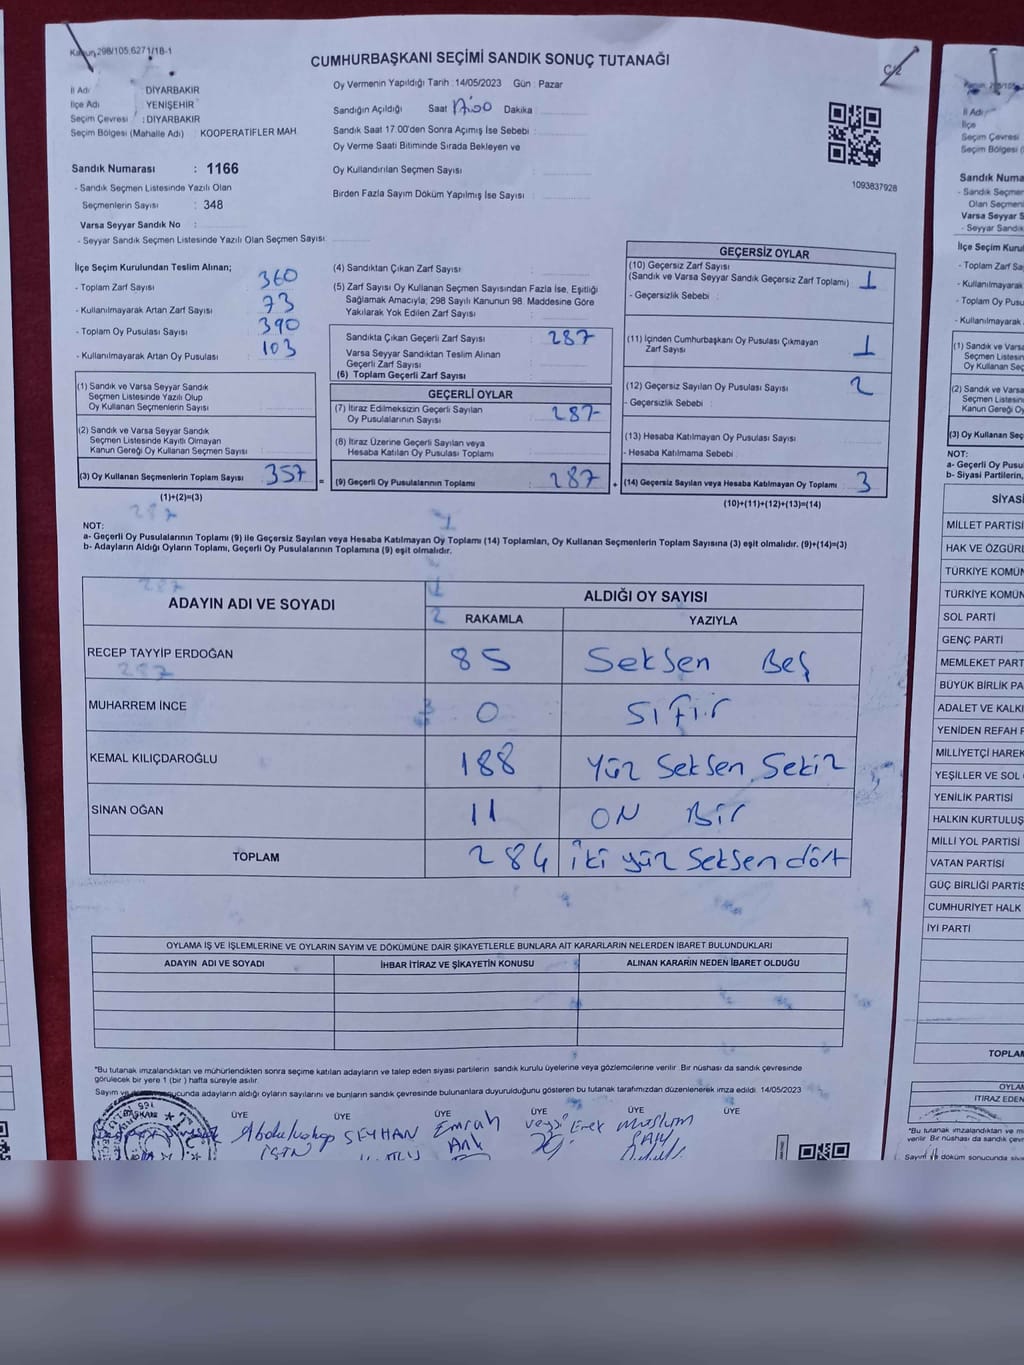 Kanun 298/105,6271/18-1
CUMHURBAŞKANI SEÇİMİ SANDIK SONUÇ TUTANAĞI
C/2
İl Adı : DİYARBAKIR
İlçe Adı : YENİŞEHİR
Seçim Çevresi : DİYARBAKIR
Seçim Bölgesi (Mahalle Adı) : KOOPERATİFLER MAH.
Sandık Numarası : 1166
- Sandık Seçmen Listesinde Yazılı Olan
Seçmenlerin Sayısı : 348
Varsa Seyyar Sandık No :
- Seyyar Sandık Seçmen Listesinde Yazılı Olan Seçmen Sayısı
Oy Vermenin Yapıldığı Tarih : 14/05/2023 Gün : Pazar
Sandığın Açıldığı Saat 17:00 Dakika :
Sandık Saat 17.00'den Sonra Açımış İse Sebebi :
Oy Verme Saati Bitiminde Sırada Bekleyen ve
Oy Kullandırılan Seçmen Sayısı :
Birden Fazla Sayım Döküm Yapılmış İse Sayısı :
1093837928
İlçe Seçim Kurulundan Teslim Alınan;
- Toplam Zarf Sayısı 360
- Kullanılmayarak Artan Zarf Sayısı 73
- Toplam Oy Pusulası Sayısı 390
- Kullanılmayarak Artan Oy Pusulası 103
(1) Sandık ve Varsa Seyyar Sandık
Seçmen Listesinde Yazılı Olup
Oy Kullanan Seçmenlerin Sayısı
(2) Sandık ve Varsa Seyyar Sandık
Seçmen Listesinde Kayıtlı Olmayan
Kanun Gereği Oy Kullanan Seçmen Sayısı
(3) Oy Kullanan Seçmenlerin Toplam Sayısı 357 =
(1)+(2)=(3)
(4) Sandıktan Çıkan Zarf Sayısı :
(5) Zarf Sayısı Oy Kullanan Seçmen Sayısından Fazla İse, Eşitliği
Sağlamak Amacıyla; 298 Sayılı Kanunun 98. Maddesine Göre
Yakılarak Yok Edilen Zarf Sayısı :
Sandıkta Çıkan Geçerli Zarf Sayısı : 287
Varsa Seyyar Sandıktan Teslim Alınan
Geçerli Zarf Sayısı :
(6) Toplam Geçerli Zarf Sayısı :
GEÇERLİ OYLAR
(7) İtiraz Edilmeksizin Geçerli Sayılan
Oy Pusulalarının Sayısı : 287
(8) İtiraz Üzerine Geçerli Sayılan veya
Hesaba Katılan Oy Pusulası Toplamı :
(9) Geçerli Oy Pusulalarının Toplamı : 287 +
GEÇERSİZ OYLAR
(10) Geçersiz Zarf Sayısı
(Sandık ve Varsa Seyyar Sandık Geçersiz Zarf Toplamı) : 1
- Geçersizlik Sebebi :
(11) İçinden Cumhurbaşkanı Oy Pusulası Çıkmayan
Zarf Sayısı : 1
(12) Geçersiz Sayılan Oy Pusulası Sayısı : 2
- Geçersizlik Sebebi :
(13) Hesaba Katılmayan Oy Pusulası Sayısı :
- Hesaba Katılmama Sebebi :
(14) Geçersiz Sayılan veya Hesaba Katılmayan Oy Toplamı : 3
(10)+(11)+(12)+(13)=(14)
NOT:
a- Geçerli Oy Pusulalarının Toplamı (9) ile Geçersiz Sayılan veya Hesaba Katılmayan Oy Toplamı (14) Toplamları, Oy Kullanan Seçmenlerin Toplam Sayısına (3) eşit olmalıdır. (9)+(14)=(3)
b- Adayların Aldığı Oyların Toplamı, Geçerli Oy Pusulalarının Toplamına (9) eşit olmalıdır.
ADAYIN ADI VE SOYADI
ALDIĞI OY SAYISI
RAKAMLA YAZIYLA
RECEP TAYYİP ERDOĞAN 85 Seksen Beş
MUHARREM İNCE 0 SIFIR
KEMAL KILIÇDAROĞLU 188 Yüz Seksen Sekiz
SİNAN OĞAN 11 ON Bir
TOPLAM 284 iki yüz Seksen dört
OYLAMA İŞ VE İŞLEMLERİNE VE OYLARIN SAYIM VE DÖKÜMÜNE DAİR ŞİKAYETLERLE BUNLARA AİT KARARLARIN NELERDEN İBARET BULUNDUKLARI
ADAYIN ADI VE SOYADI İHBAR İTİRAZ VE ŞİKAYETİN KONUSU ALINAN KARARIN NEDEN İBARET OLDUĞU
"Bu tutanak imzalandıktan ve mühürlendikten sonra seçime katılan adayların ve talep eden siyasi partilerin sandık kurulu üyelerine veya gözlemcilerine verilir. Bir nüshası da sandık çevresinde
görülecek bir yere 1 (bir) hafta süreyle asılır.
Sayım ve sonucunda adayların aldığı oyların sayılarını ve bunların sandık çevresinde bulunanlara duyurulduğunu gösteren bu tutanak tarafımızdan düzenlenerek imza edildi. 14/05/2023
ÜYE ÜYE ÜYE ÜYE ÜYE ÜYE
SEYHAN Emrah Veysi Müslüm
İl Adı
İlçe
Seçim Çevresi
Seçim Bölgesi
Sandık Numa
- Sandık Seçmen
Olan Seçmen
Varsa Seyyar S
- Seyyar Sandık
İlçe Seçim Kuru
- Toplam Zarf Sayısı
- Kullanılmayarak
- Toplam Oy Pusu
- Kullanılmayarak
(1) Sandık ve Varsa
Seçmen Listes
Oy Kullanan Se
(2) Sandık ve Varsa
Seçmen Listesin
Kanun Gereği Oy
(3) Oy Kullanan Seç
NOT:
a- Geçerli Oy Pusu
b- Siyasi Partilerin,
SİYASİ
MİLLET PARTİSİ
HAK VE ÖZGÜRL
TÜRKİYE KOMÜN
TÜRKİYE KOMÜN
SOL PARTİ
GENÇ PARTİ
MEMLEKET PART
BÜYÜK BİRLİK PA
ADALET VE KALKI
YENİDEN REFAH P
MİLLİYETÇİ HAREK
YEŞİLLER VE SOL
YENİLİK PARTİSİ
HALKIN KURTULUŞ
MİLLİ YOL PARTİSİ
VATAN PARTİSİ
GÜÇ BİRLİĞİ PARTİS
CUMHURİYET HALK
İYİ PARTİ
TOPLAM
OYLAM
İTİRAZ EDEN
"Bu tutanak im
verilir. Bir nüshası da sandık çevre
Sayım ve döküm sonucunda siya